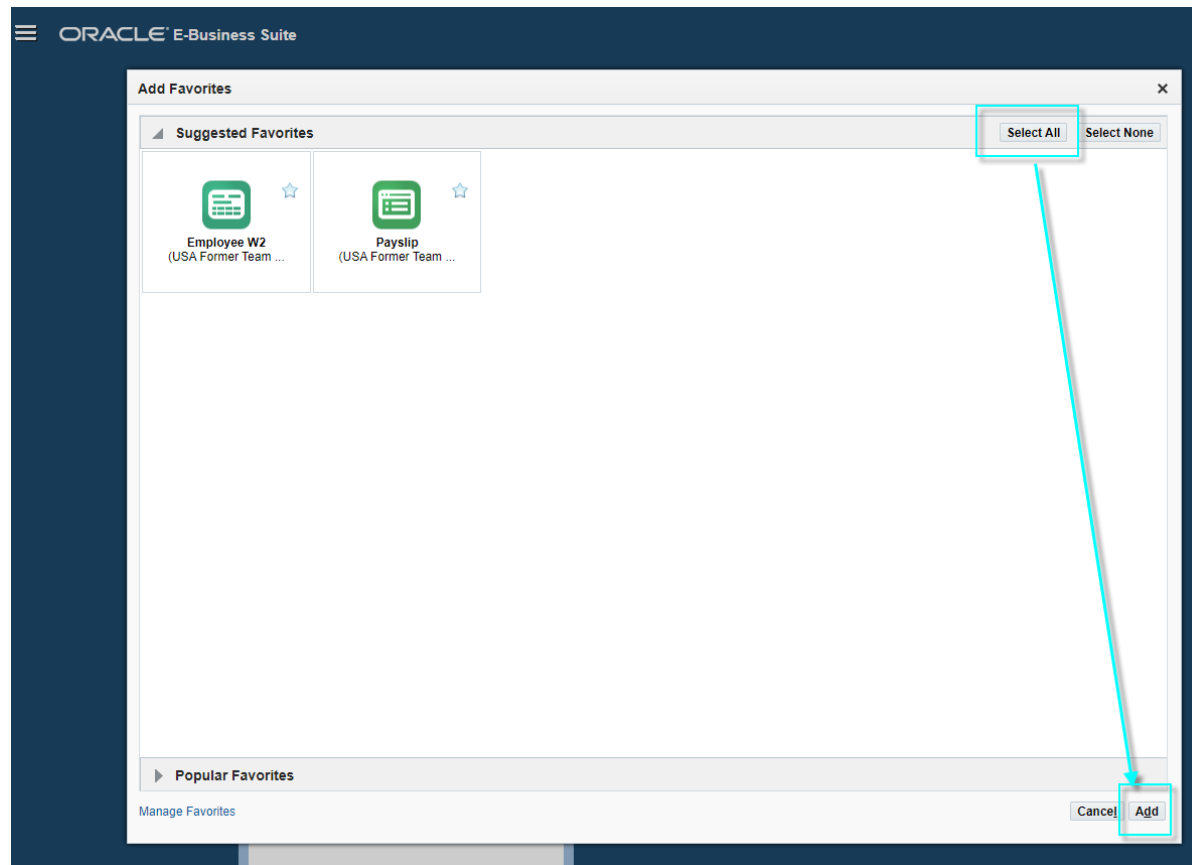 ORACLE E-Business Suite
Add Favorites
Suggested Favorites
Select All
Select None
Employee W2
(USA Former Team ...
Payslip
(USA Former Team ...
Popular Favorites
Manage Favorites
Cancel
Add